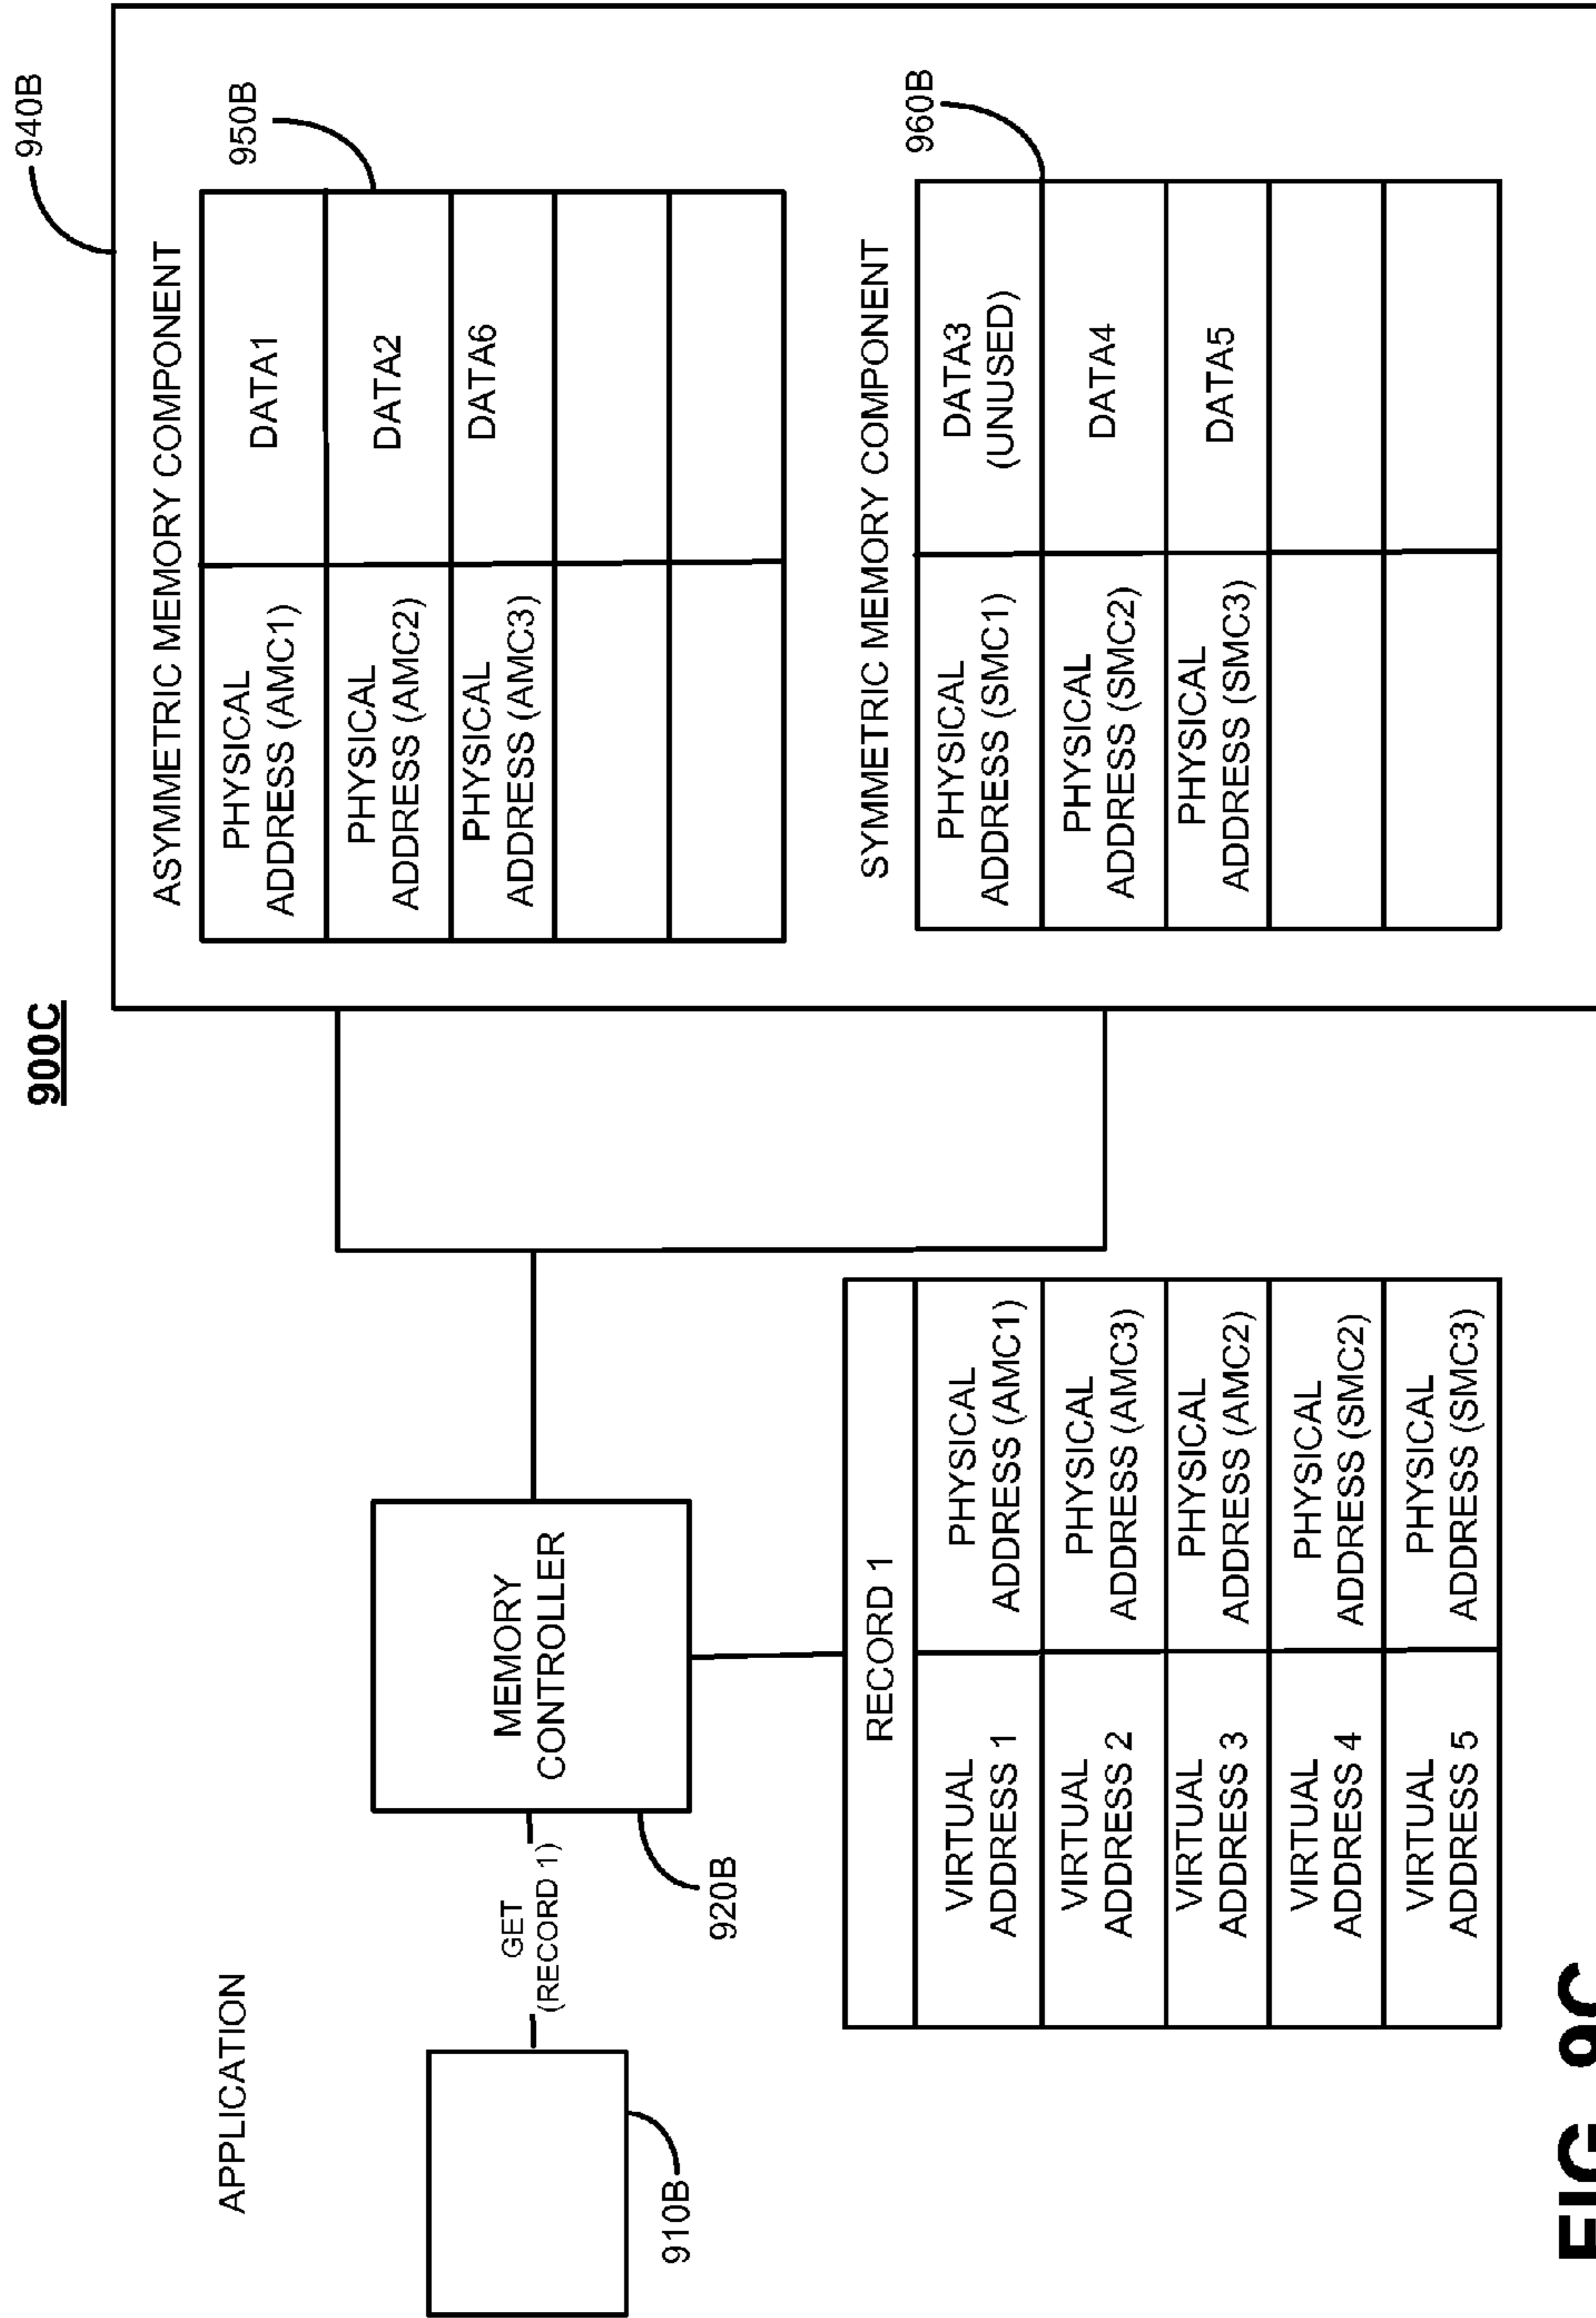 900C
940B
ASYMMETRIC MEMORY COMPONENT
950B
PHYSICAL
ADDRESS (AMC1)
DATA1
PHYSICAL
ADDRESS (AMC2)
DATA2
PHYSICAL
ADDRESS (AMC3)
DATA6
SYMMETRIC MEMORY COMPONENT
960B
PHYSICAL
ADDRESS (SMC1)
DATA3
(UNUSED)
PHYSICAL
ADDRESS (SMC2)
DATA4
PHYSICAL
ADDRESS (SMC3)
DATA5
APPLICATION
910B
GET
(RECORD 1)
MEMORY
CONTROLLER
920B
RECORD 1
VIRTUAL
ADDRESS 1
PHYSICAL
ADDRESS (AMC1)
VIRTUAL
ADDRESS 2
PHYSICAL
ADDRESS (AMC3)
VIRTUAL
ADDRESS 3
PHYSICAL
ADDRESS (AMC2)
VIRTUAL
ADDRESS 4
PHYSICAL
ADDRESS (SMC2)
VIRTUAL
ADDRESS 5
PHYSICAL
ADDRESS (SMC3)
FIG. 9C